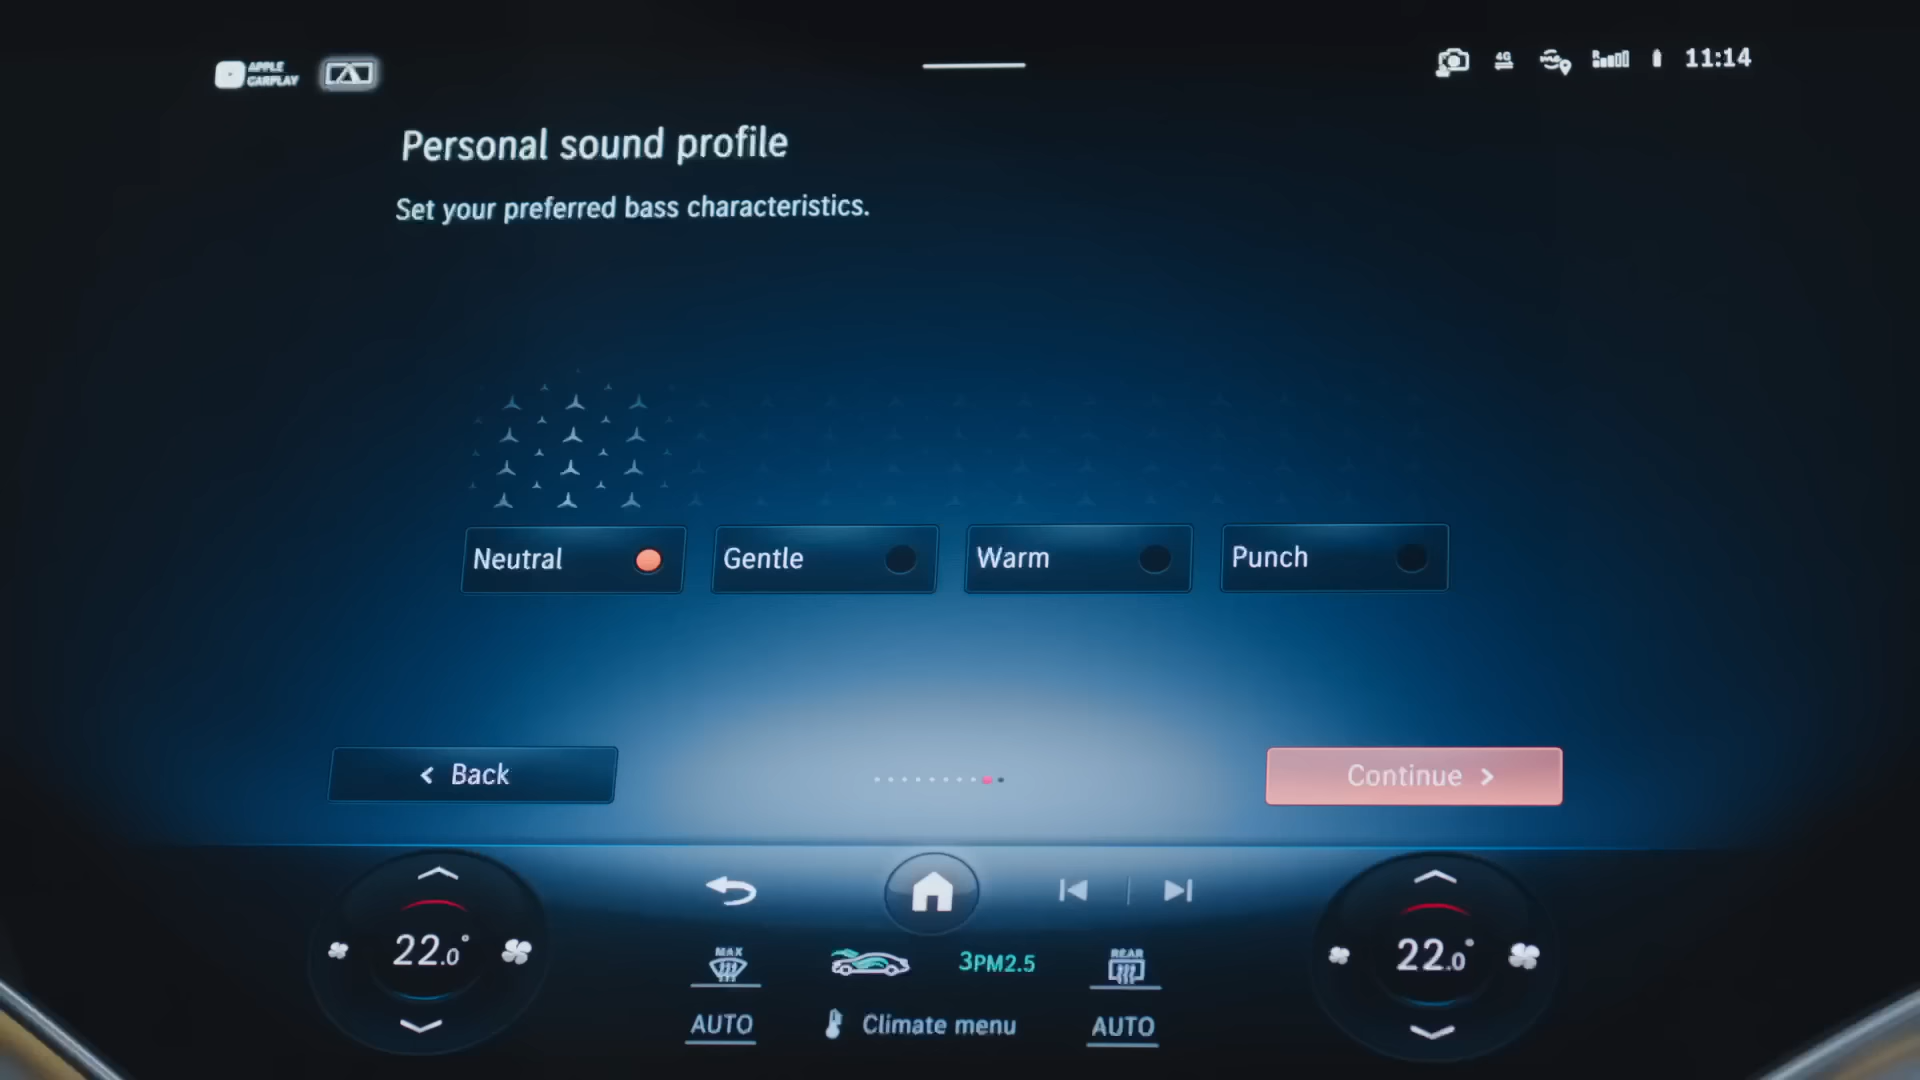 APPLE
CARPLAY
4G
R
11:14
Personal sound profile
Set your preferred bass characteristics.
Neutral
Gentle
Warm
Punch
Back
Continue
22.0°
22.0°
MAX
3PM2.5
REAR
AUTO
Climate menu
AUTO